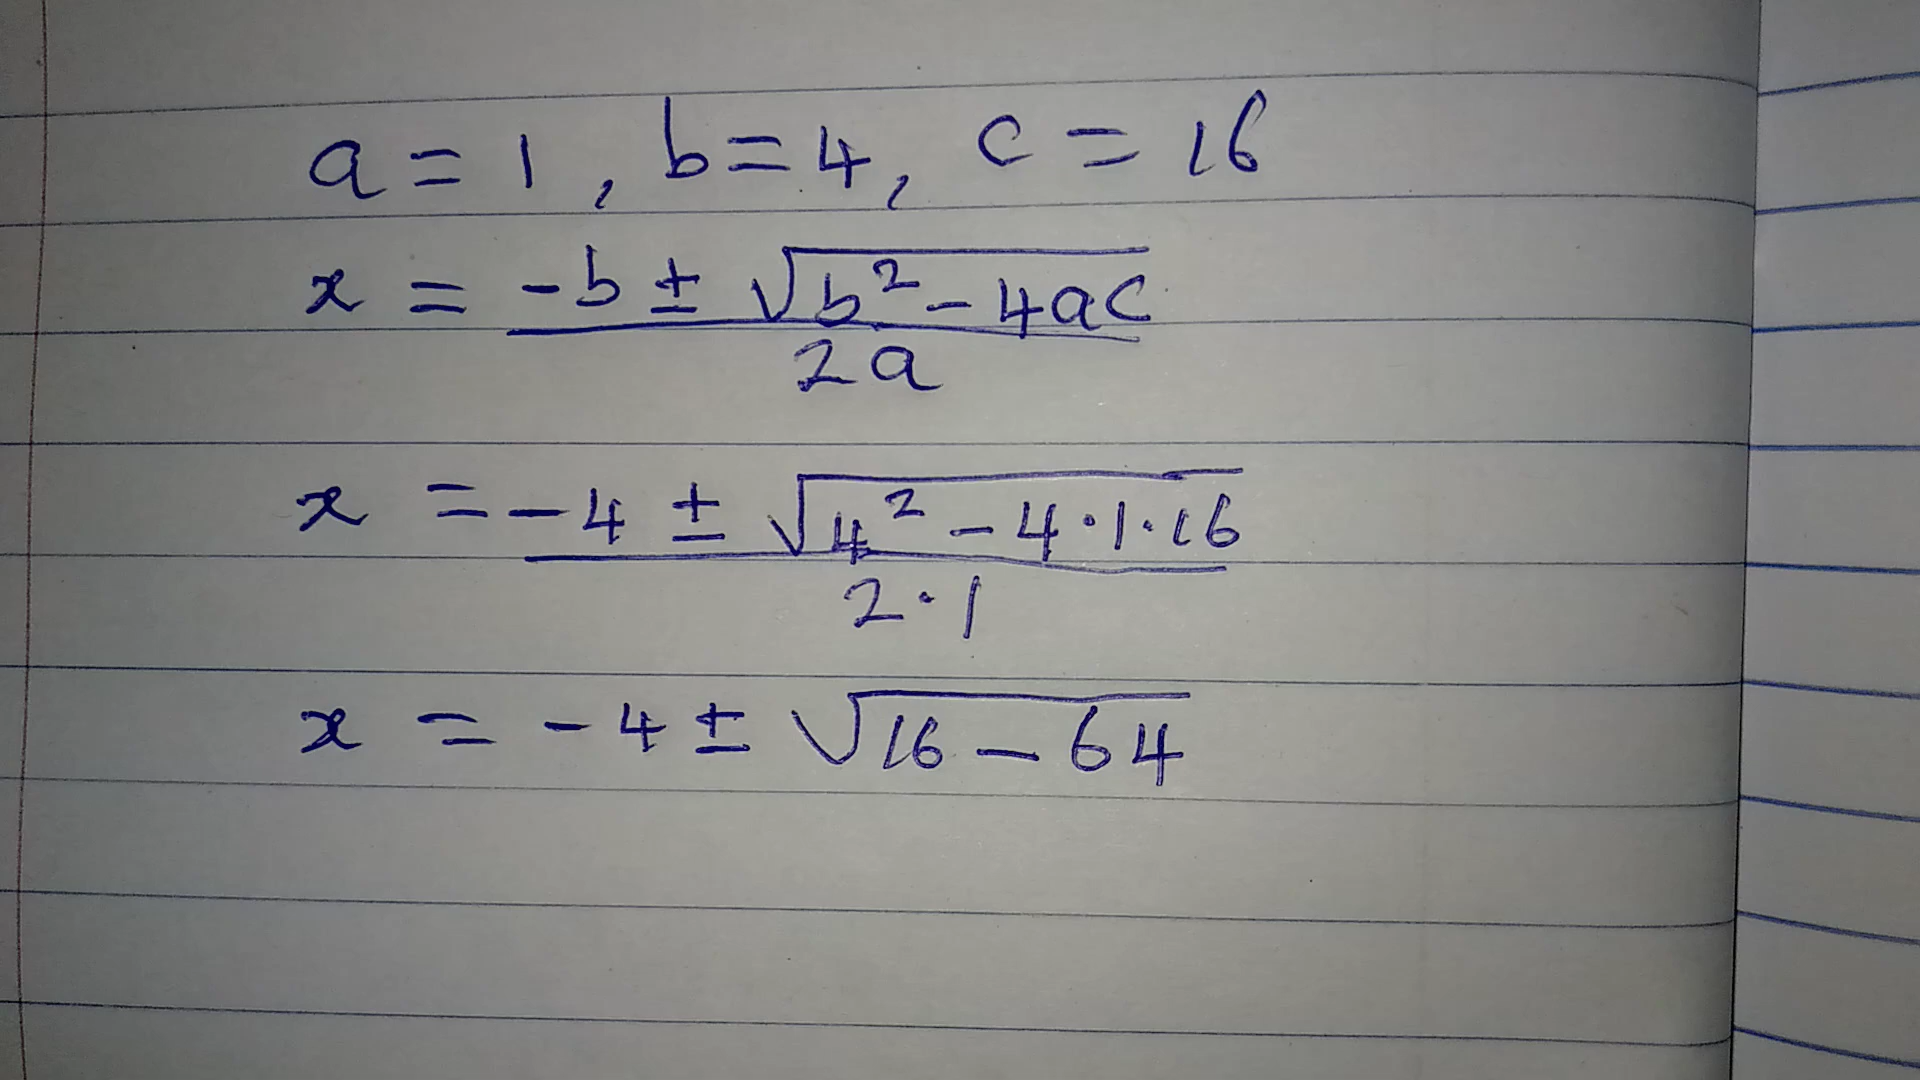 a = 1, b = 4, c = 16
x = -b ± √b² - 4ac
2a
x = -4 ± √4² - 4·1·16
2·1
x = -4 ± √16 - 64